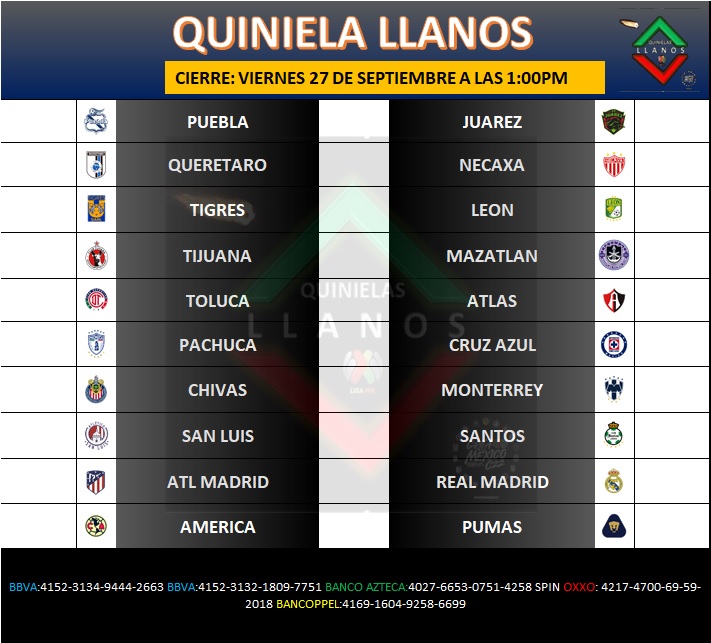 QUINIELA LLANOS
QUINIELAS
LLANOS
CIERRE: VIERNES 27 DE SEPTIEMBRE A LAS 1:00PM
PUEBLA JUAREZ
QUERETARO NECAXA
TIGRES LEON
TIJUANA MAZATLAN
QUINIELAS
TOLUCA ATLAS
LLANOS
PACHUCA CRUZ AZUL
LIGA MX
CHIVAS MONTERREY
SAN LUIS SANTOS
MÉXICO
ATL MADRID REAL MADRID
AMERICA PUMAS
BBVA:4152-3134-9444-2663 BBVA:4152-3132-1809-7751 BANCO AZTECA:4027-6653-0751-4258 SPIN OXXO: 4217-4700-69-59-
2018 BANCOPPEL:4169-1604-9258-6699